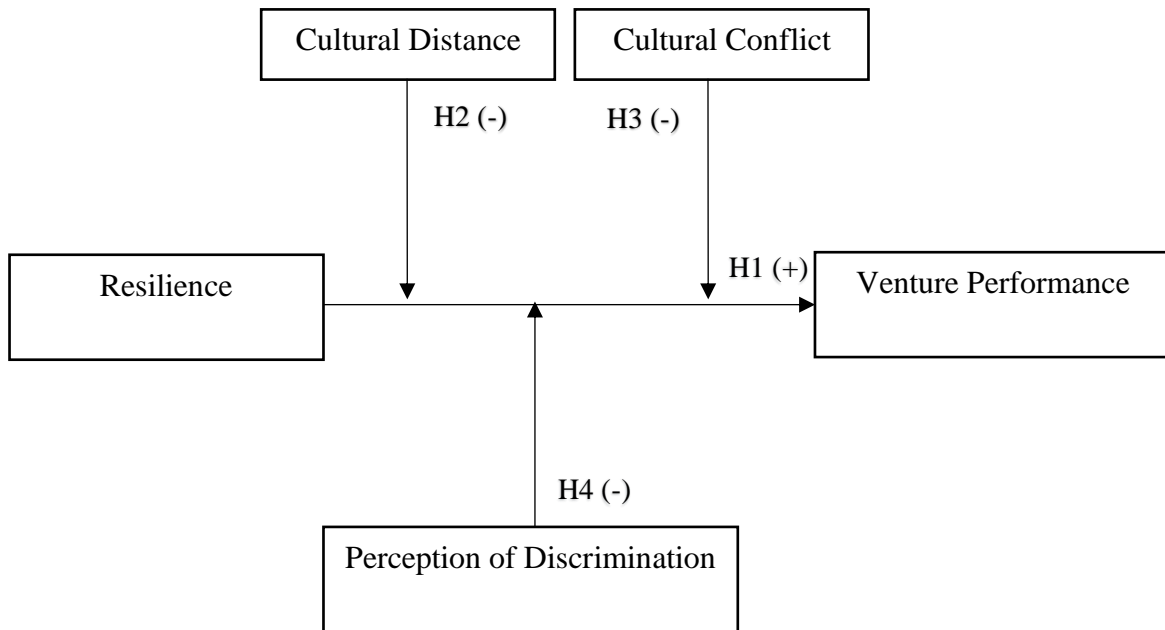 Cultural Distance
Cultural Conflict
H2 (-)
H3 (-)
H1 (+)
Resilience
Venture Performance
H4 (-)
Perception of Discrimination